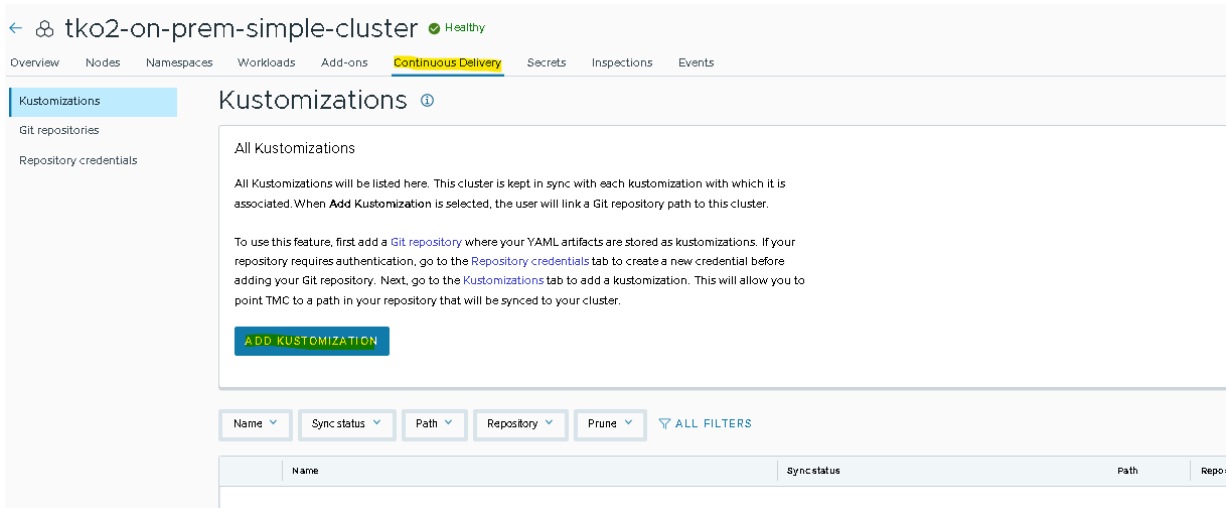 tko2-on-prem-simple-cluster Healthy
Overview Nodes Namespaces Workloads Add-ons Continuous Delivery Secrets Inspections Events
Kustomizations
Git repositories
Repository credentials
Kustomizations
All Kustomizations
All Kustomizations will be listed here. This cluster is kept in sync with each kustomization with which it is
associated. When Add Kustomization is selected, the user will link a Git repository path to this cluster.
To use this feature, first add a Git repository where your YAML artifacts are stored as kustomizations. If your
repository requires authentication, go to the Repository credentials tab to create a new credential before
adding your Git repository. Next, go to the Kustomizations tab to add a kustomization. This will allow you to
point TMC to a path in your repository that will be synced to your cluster.
ADD KUSTOMIZATION
Name Sync status Path Repository Prune ALL FILTERS
Name Sync status Path Repo